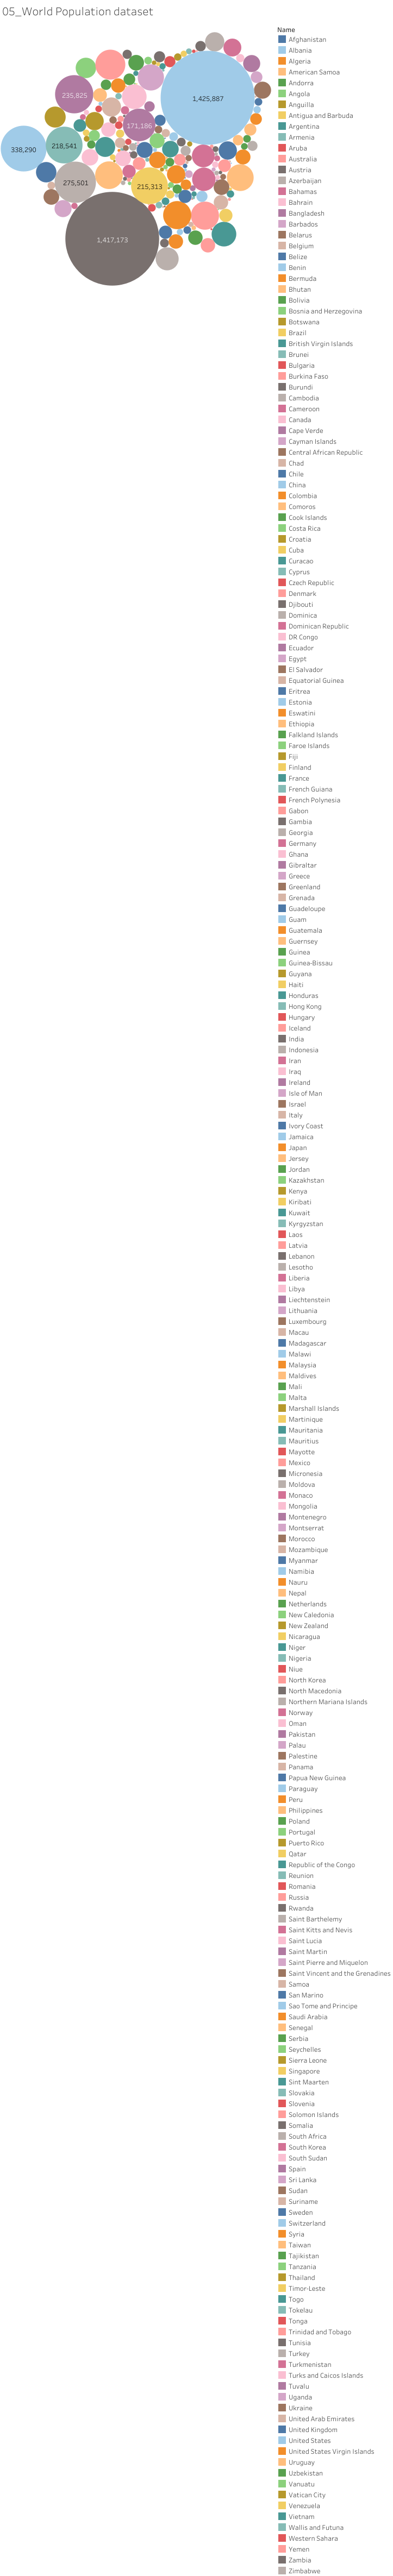 05_World Population dataset
Name
Afghanistan
Albania
Algeria
American Samoa
Andorra
Angola
Anguilla
Antigua and Barbuda
Argentina
Armenia
Aruba
Australia
Austria
Azerbaijan
Bahamas
Bahrain
Bangladesh
Barbados
Belarus
Belgium
Belize
Benin
Bermuda
Bhutan
Bolivia
Bosnia and Herzegovina
Botswana
Brazil
British Virgin Islands
Brunei
Bulgaria
Burkina Faso
Burundi
Cambodia
Cameroon
Canada
Cape Verde
Cayman Islands
Central African Republic
Chad
Chile
China
Colombia
Comoros
Cook Islands
Costa Rica
Croatia
Cuba
Curacao
Cyprus
Czech Republic
Denmark
Djibouti
Dominica
Dominican Republic
DR Congo
Ecuador
Egypt
El Salvador
Equatorial Guinea
Eritrea
Estonia
Eswatini
Ethiopia
Falkland Islands
Faroe Islands
Fiji
Finland
France
French Guiana
French Polynesia
Gabon
Gambia
Georgia
Germany
Ghana
Gibraltar
Greece
Greenland
Grenada
Guadeloupe
Guam
Guatemala
Guernsey
Guinea
Guinea-Bissau
Guyana
Haiti
Honduras
Hong Kong
Hungary
Iceland
India
Indonesia
Iran
Iraq
Ireland
Isle of Man
Israel
Italy
Ivory Coast
Jamaica
Japan
Jersey
Jordan
Kazakhstan
Kenya
Kiribati
Kuwait
Kyrgyzstan
Laos
Latvia
Lebanon
Lesotho
Liberia
Libya
Liechtenstein
Lithuania
Luxembourg
Macau
Madagascar
Malawi
Malaysia
Maldives
Mali
Malta
Marshall Islands
Martinique
Mauritania
Mauritius
Mayotte
Mexico
Micronesia
Moldova
Monaco
Mongolia
Montenegro
Montserrat
Morocco
Mozambique
Myanmar
Namibia
Nauru
Nepal
Netherlands
New Caledonia
New Zealand
Nicaragua
Niger
Nigeria
Niue
North Korea
North Macedonia
Northern Mariana Islands
Norway
Oman
Pakistan
Palau
Palestine
Panama
Papua New Guinea
Paraguay
Peru
Philippines
Poland
Portugal
Puerto Rico
Qatar
Republic of the Congo
Reunion
Romania
Russia
Rwanda
Saint Barthelemy
Saint Kitts and Nevis
Saint Lucia
Saint Martin
Saint Pierre and Miquelon
Saint Vincent and the Grenadines
Samoa
San Marino
Sao Tome and Principe
Saudi Arabia
Senegal
Serbia
Seychelles
Sierra Leone
Singapore
Sint Maarten
Slovakia
Slovenia
Solomon Islands
Somalia
South Africa
South Korea
South Sudan
Spain
Sri Lanka
Sudan
Suriname
Sweden
Switzerland
Syria
Taiwan
Tajikistan
Tanzania
Thailand
Timor-Leste
Togo
Tokelau
Tonga
Trinidad and Tobago
Tunisia
Turkey
Turkmenistan
Turks and Caicos Islands
Tuvalu
Uganda
Ukraine
United Arab Emirates
United Kingdom
United States
United States Virgin Islands
Uruguay
Uzbekistan
Vanuatu
Vatican City
Venezuela
Vietnam
Wallis and Futuna
Western Sahara
Yemen
Zambia
Zimbabwe
235,825
1,425,887
171,186
338,290
218,541
275,501
215,313
1,417,173